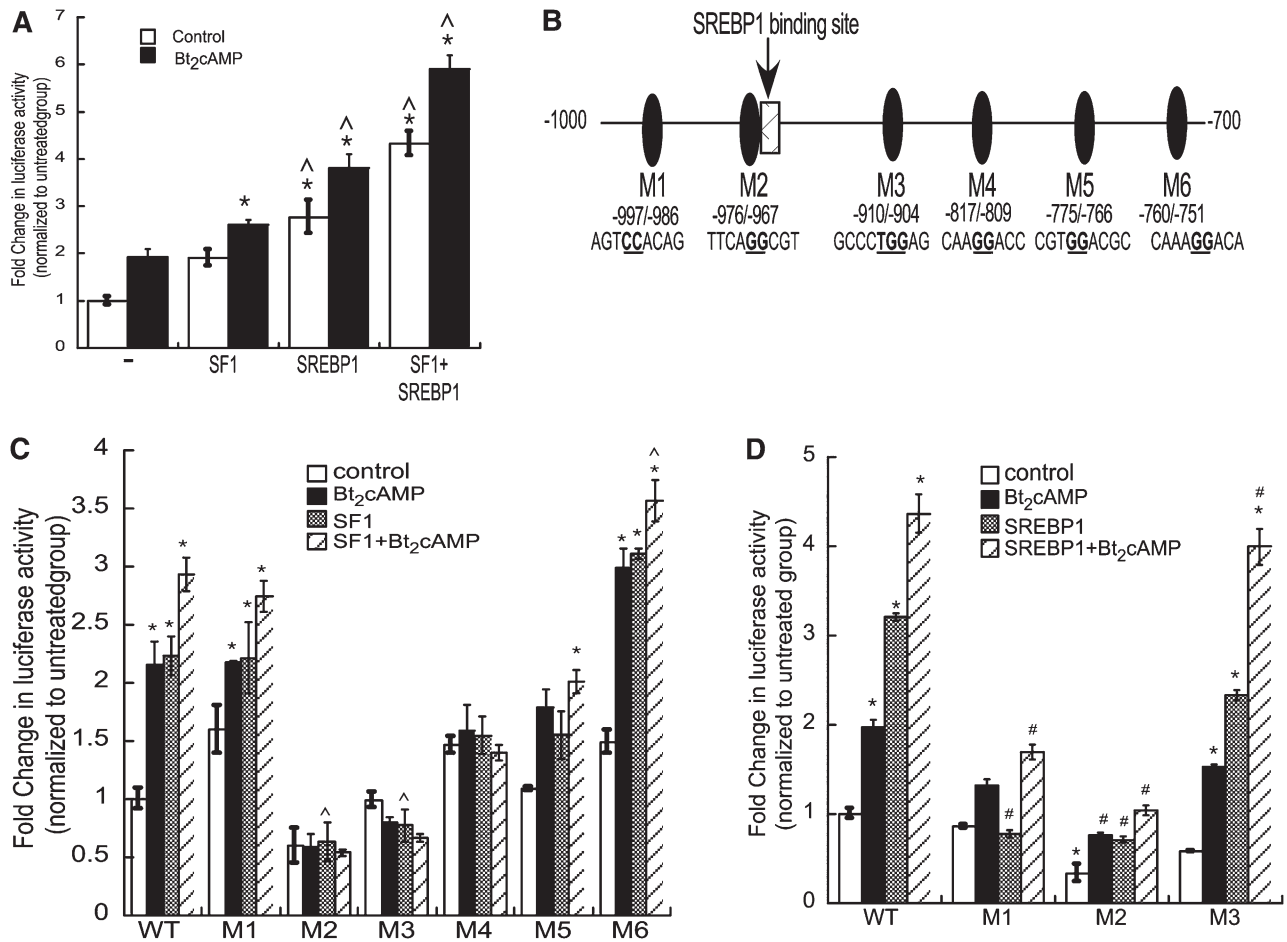 A
7
6
5
4
3
2
1
0
Fold Change in luciferase activity
(normalized to untreatedgroup)
Control
Bt2cAMP
*
^
*
^
*
^
*
^
*
–
SF1
SREBP1
SF1+
SREBP1
B
SREBP1 binding site
-1000
-700
M1 M2 M3 M4 M5 M6
-997/-986 -976/-967 -910/-904 -817/-809 -775/-766 -760/-751
AGTCCACAG TTCAGGCGT GCCCTGGAG CAAGGACC CGTGGACGC CAAAGGACA
C
4
3.5
3
2.5
2
1.5
1
0.5
0
Fold Change in luciferase activity
(normalized to untreatedgroup)
control
Bt2cAMP
SF1
SF1+Bt2cAMP
* * *
* * *
^
^
*
* * ^ *
WT M1 M2 M3 M4 M5 M6
D
5
4
3
2
1
0
Fold Change in luciferase activity
(normalized to untreated group)
control
Bt2cAMP
SREBP1
SREBP1+Bt2cAMP
* * *
# #
* # # #
* * # *
WT M1 M2 M3